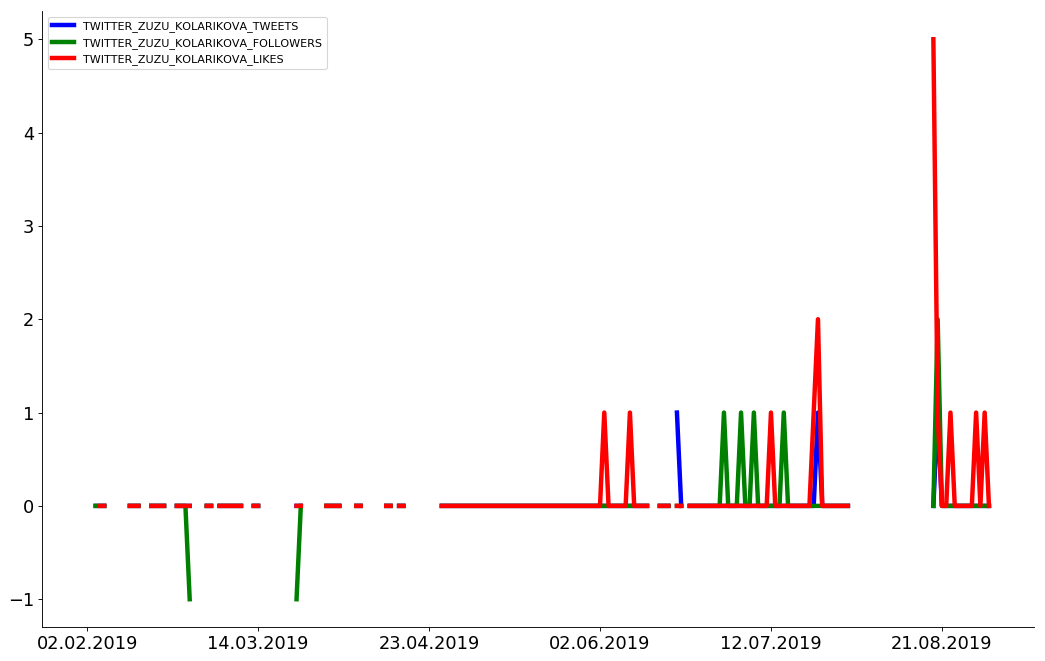 TWITTER_ZUZU_KOLARIKOVA_TWEETS
TWITTER_ZUZU_KOLARIKOVA_FOLLOWERS
TWITTER_ZUZU_KOLARIKOVA_LIKES
5
4
3
2
1
0
−1
02.02.2019 14.03.2019 23.04.2019 02.06.2019 12.07.2019 21.08.2019